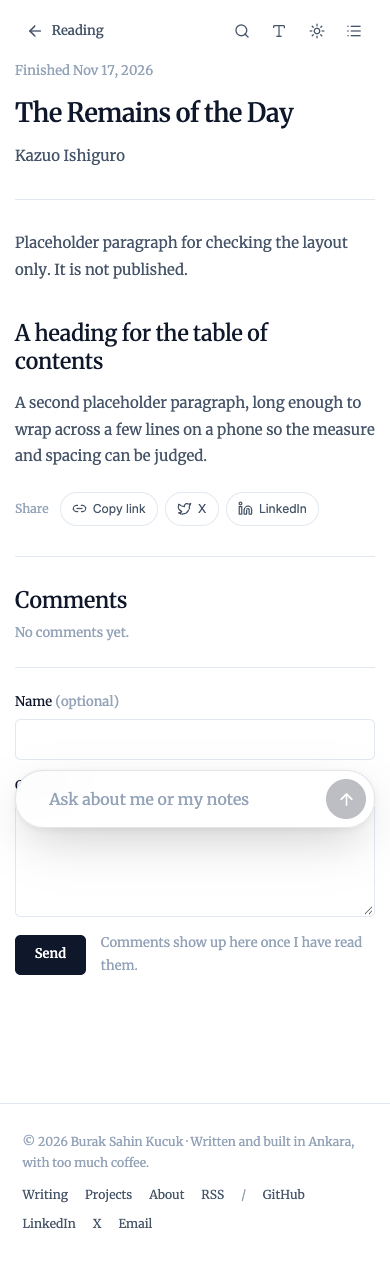 Reading
Finished Nov 17, 2026
The Remains of the Day
Kazuo Ishiguro
Placeholder paragraph for checking the layout
only. It is not published.
A heading for the table of
contents
A second placeholder paragraph, long enough to
wrap across a few lines on a phone so the measure
and spacing can be judged.
Share
Copy link
X
LinkedIn
Comments
No comments yet.
Name (optional)
Ask about me or my notes
Send
Comments show up here once I have read
them.
© 2026 Burak Sahin Kucuk · Written and built in Ankara,
with too much coffee.
Writing Projects About RSS / GitHub
LinkedIn X Email